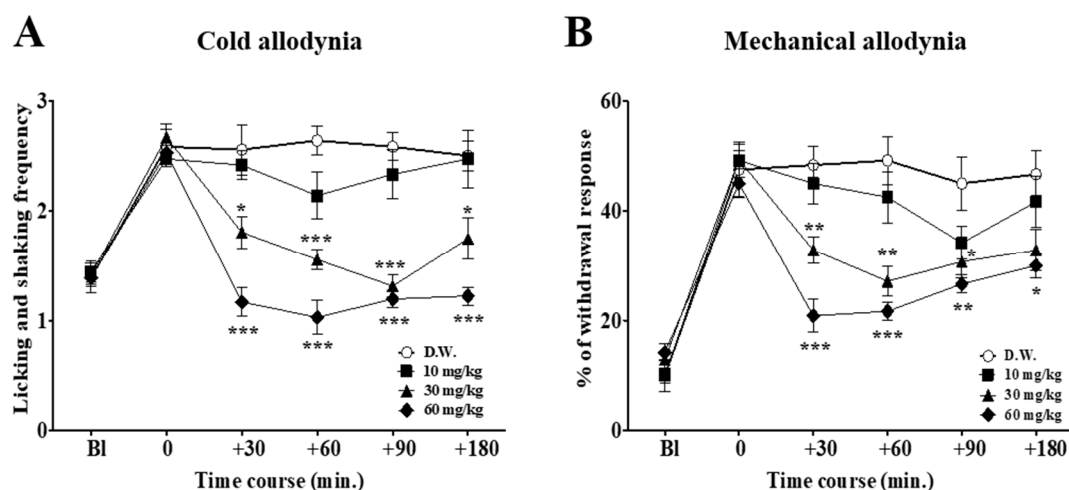 A
Cold allodynia
Licking and shaking frequency
3
2
1
0
*
***
***
*
***
***
***
***
D.W.
10 mg/kg
30 mg/kg
60 mg/kg
Bl 0 +30 +60 +90 +180
Time course (min.)
B
Mechanical allodynia
% of withdrawal response
60
40
20
0
**
**
*
***
***
**
*
D.W.
10 mg/kg
30 mg/kg
60 mg/kg
Bl 0 +30 +60 +90 +180
Time course (min.)